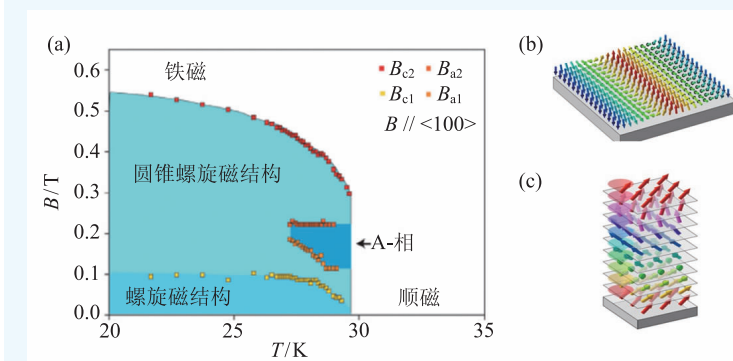 (a)
铁磁
B_c2 B_a2
B_c1 B_a1
B // <100>
圆锥螺旋磁结构
A-相
螺旋磁结构
顺磁
B/T
0.6
0.5
0.4
0.3
0.2
0.1
0.0
20 25 30 35
T/K
(b)
(c)